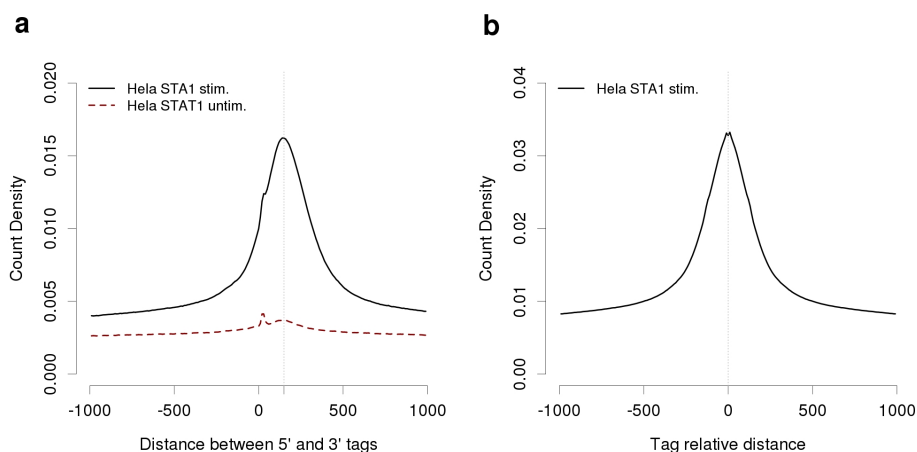 a
0.020
0.015
0.010
0.005
0.000
Count Density
Hela STA1 stim.
Hela STAT1 untim.
-1000 -500 0 500 1000
Distance between 5' and 3' tags
b
0.04
0.03
0.02
0.01
0.00
Count Density
Hela STA1 stim.
-1000 -500 0 500 1000
Tag relative distance